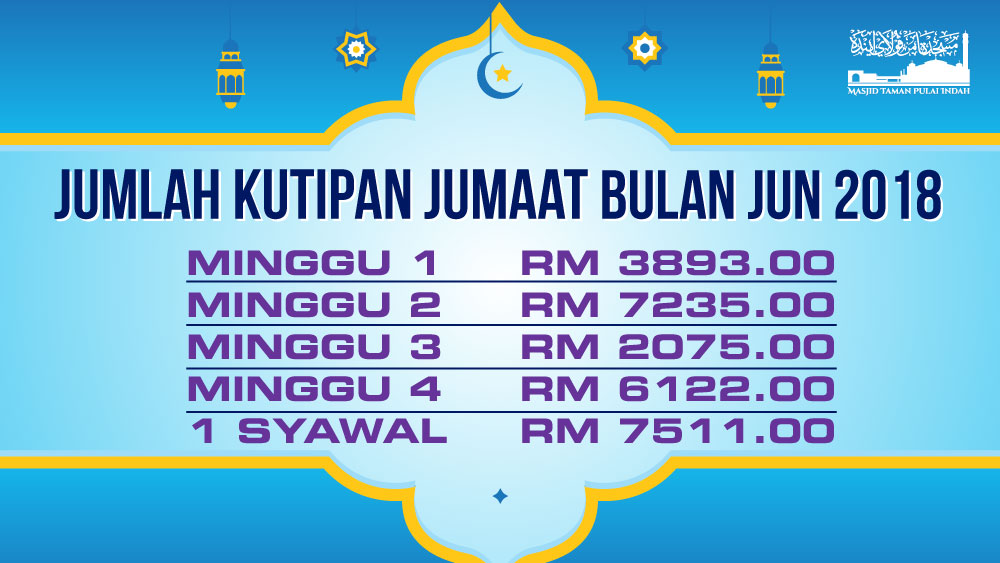 MASJID TAMAN PULAI INDAH
JUMLAH KUTIPAN JUMAAT BULAN JUN 2018
MINGGU 1 RM 3893.00
MINGGU 2 RM 7235.00
MINGGU 3 RM 2075.00
MINGGU 4 RM 6122.00
1 SYAWAL RM 7511.00